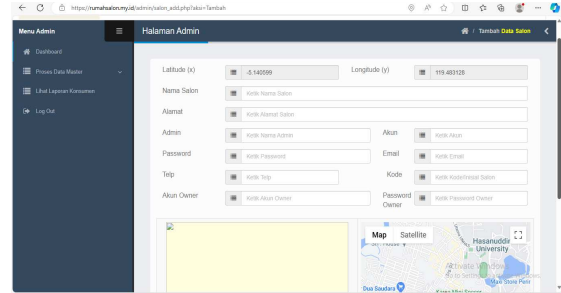 https://rumahsalon.my.id/admin/salon_add.php?aksi=Tambah
Menu Admin
Halaman Admin
/ Tambah Data Salon
Dashboard
Proses Data Master
Lihat Laporan Konsumen
Log Out
Latitude (x) -5.140599 Longitude (y) 119.483128
Nama Salon Ketik Nama Salon
Alamat Ketik Alamat Salon
Admin Ketik Nama Admin Akun Ketik Akun
Password Ketik Password Email Ketik Email
Telp Ketik Telp Kode Ketik Kode/Inisial Salon
Akun Owner Ketik Akun Owner Password Owner Ketik Password Owner
Map Satellite
Hasanuddin
University
Activate Windows
Dua Saudara